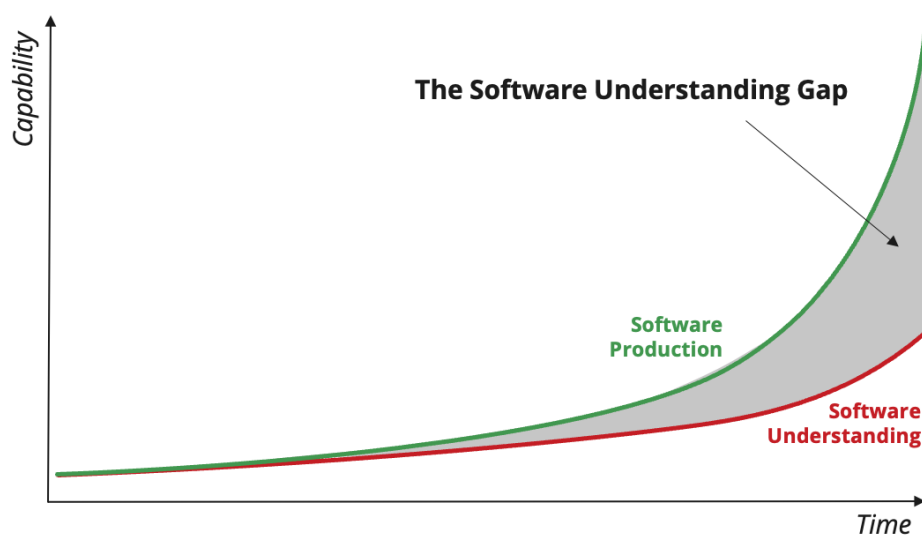 Capability
The Software Understanding Gap
Software
Production
Software
Understanding
Time